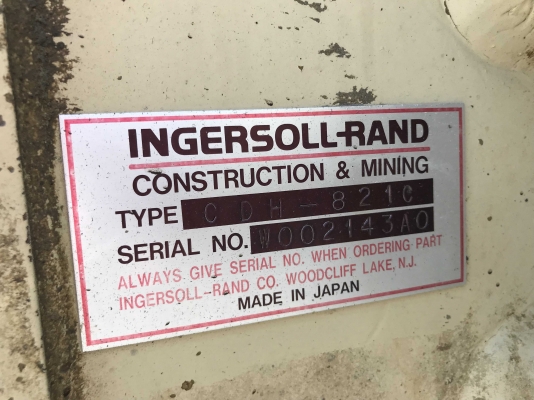 INGERSOLL-RAND
CONSTRUCTION & MINING
TYPE CDH-821C
SERIAL NO. W002143A0
ALWAYS GIVE SERIAL NO. WHEN ORDERING PART
INGERSOLL-RAND CO. WOODCLIFF LAKE, N.J.
MADE IN JAPAN